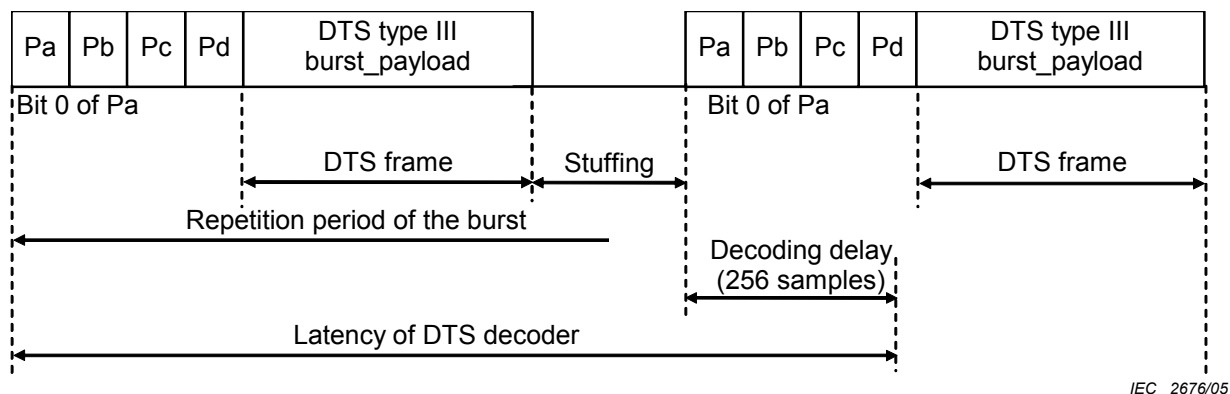 Pa Pb Pc Pd DTS type III burst_payload Pa Pb Pc Pd DTS type III burst_payload
Bit 0 of Pa Bit 0 of Pa
DTS frame Stuffing DTS frame
Repetition period of the burst
Decoding delay
(256 samples)
Latency of DTS decoder
IEC 2676/05